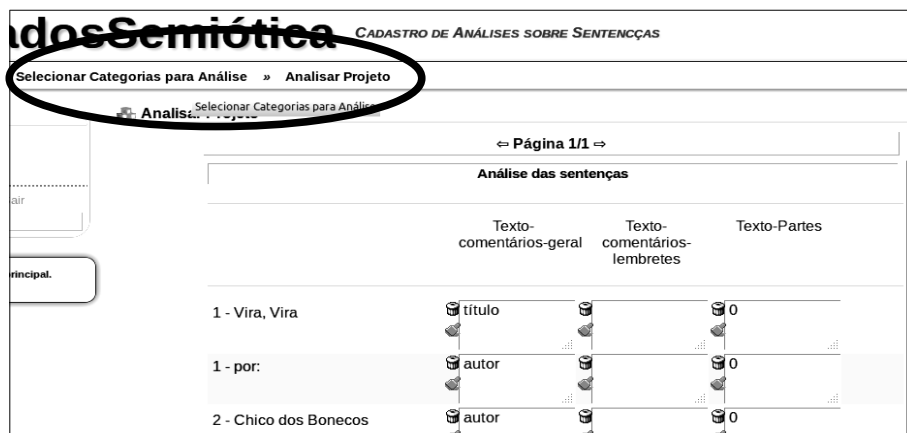 dosSemiótica CADASTRO DE ANÁLISES SOBRE SENTENCÇAS
Selecionar Categorias para Análise » Analisar Projeto
Selecionar Categorias para Análise
Analisar Projeto
⇦ Página 1/1 ⇨
Análise das sentenças
air
Texto-comentários-geral
Texto-comentários-lembretes
Texto-Partes
rincipal.
1 - Vira, Vira título 0
1 - por: autor 0
2 - Chico dos Bonecos autor 0